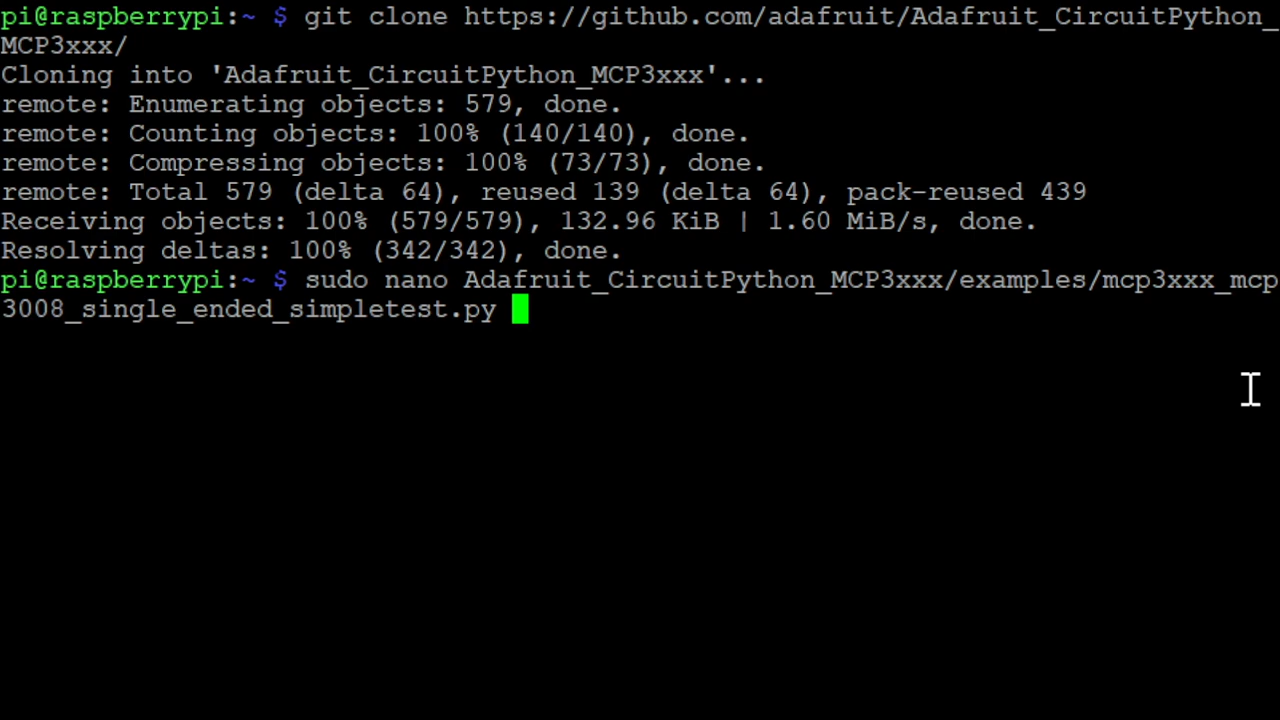 pi@raspberrypi:~ $ git clone https://github.com/adafruit/Adafruit_CircuitPython_
MCP3xxx/
Cloning into 'Adafruit_CircuitPython_MCP3xxx'...
remote: Enumerating objects: 579, done.
remote: Counting objects: 100% (140/140), done.
remote: Compressing objects: 100% (73/73), done.
remote: Total 579 (delta 64), reused 139 (delta 64), pack-reused 439
Receiving objects: 100% (579/579), 132.96 KiB | 1.60 MiB/s, done.
Resolving deltas: 100% (342/342), done.
pi@raspberrypi:~ $ sudo nano Adafruit_CircuitPython_MCP3xxx/examples/mcp3xxx_mcp
3008_single_ended_simpletest.py